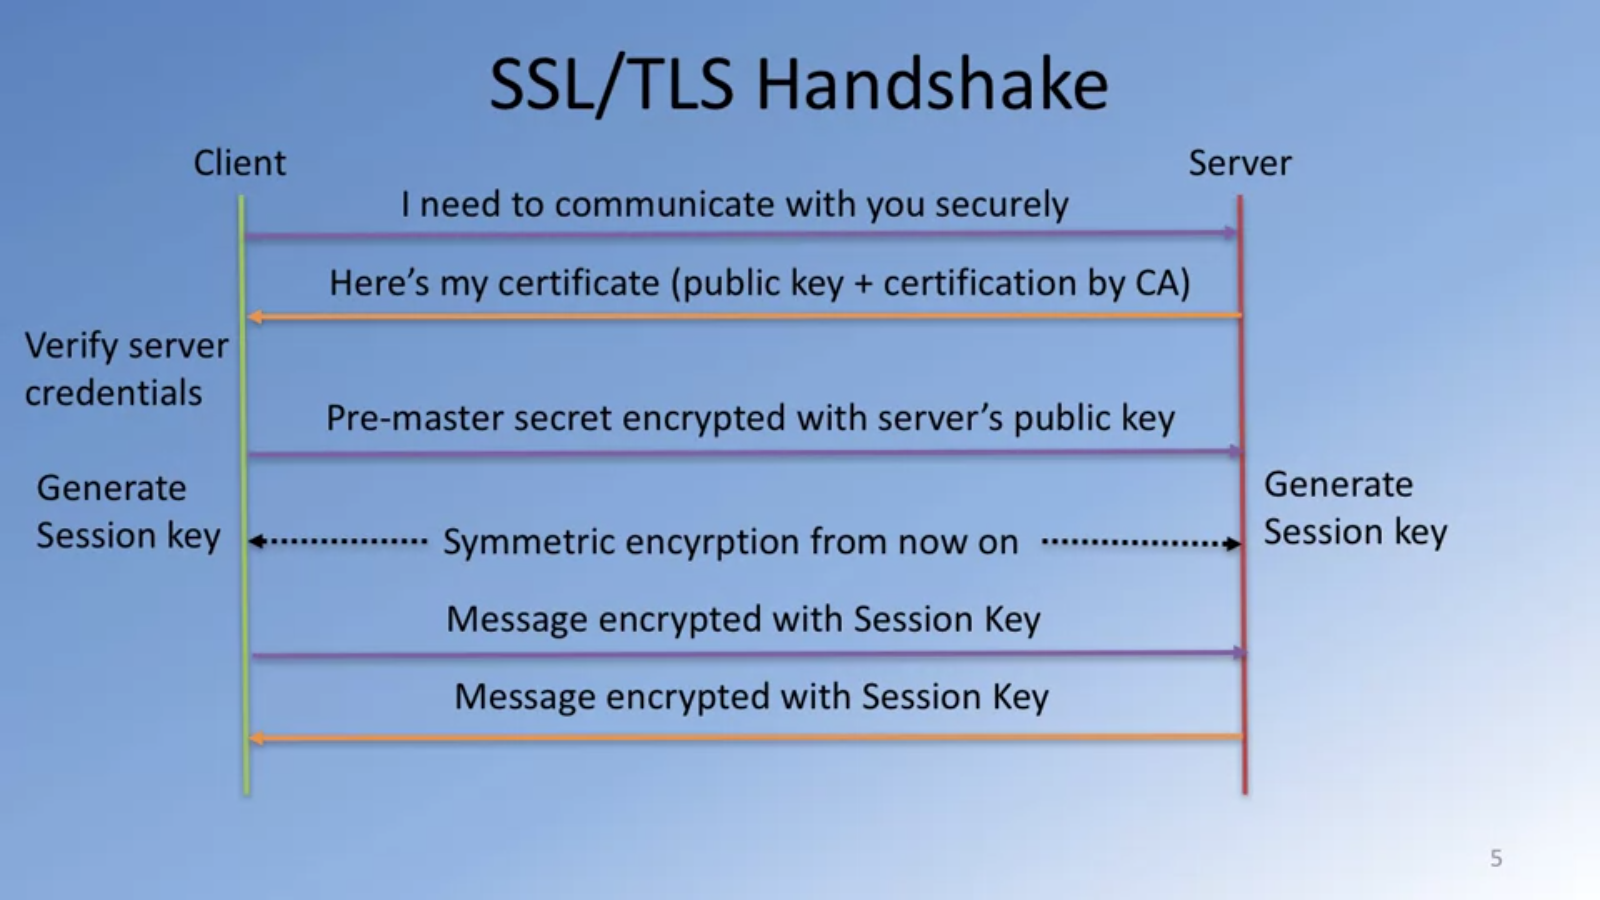 SSL/TLS Handshake
Client
Server
I need to communicate with you securely
Here’s my certificate (public key + certification by CA)
Verify server
credentials
Pre-master secret encrypted with server’s public key
Generate
Session key
Generate
Session key
Symmetric encyrption from now on
Message encrypted with Session Key
Message encrypted with Session Key
5